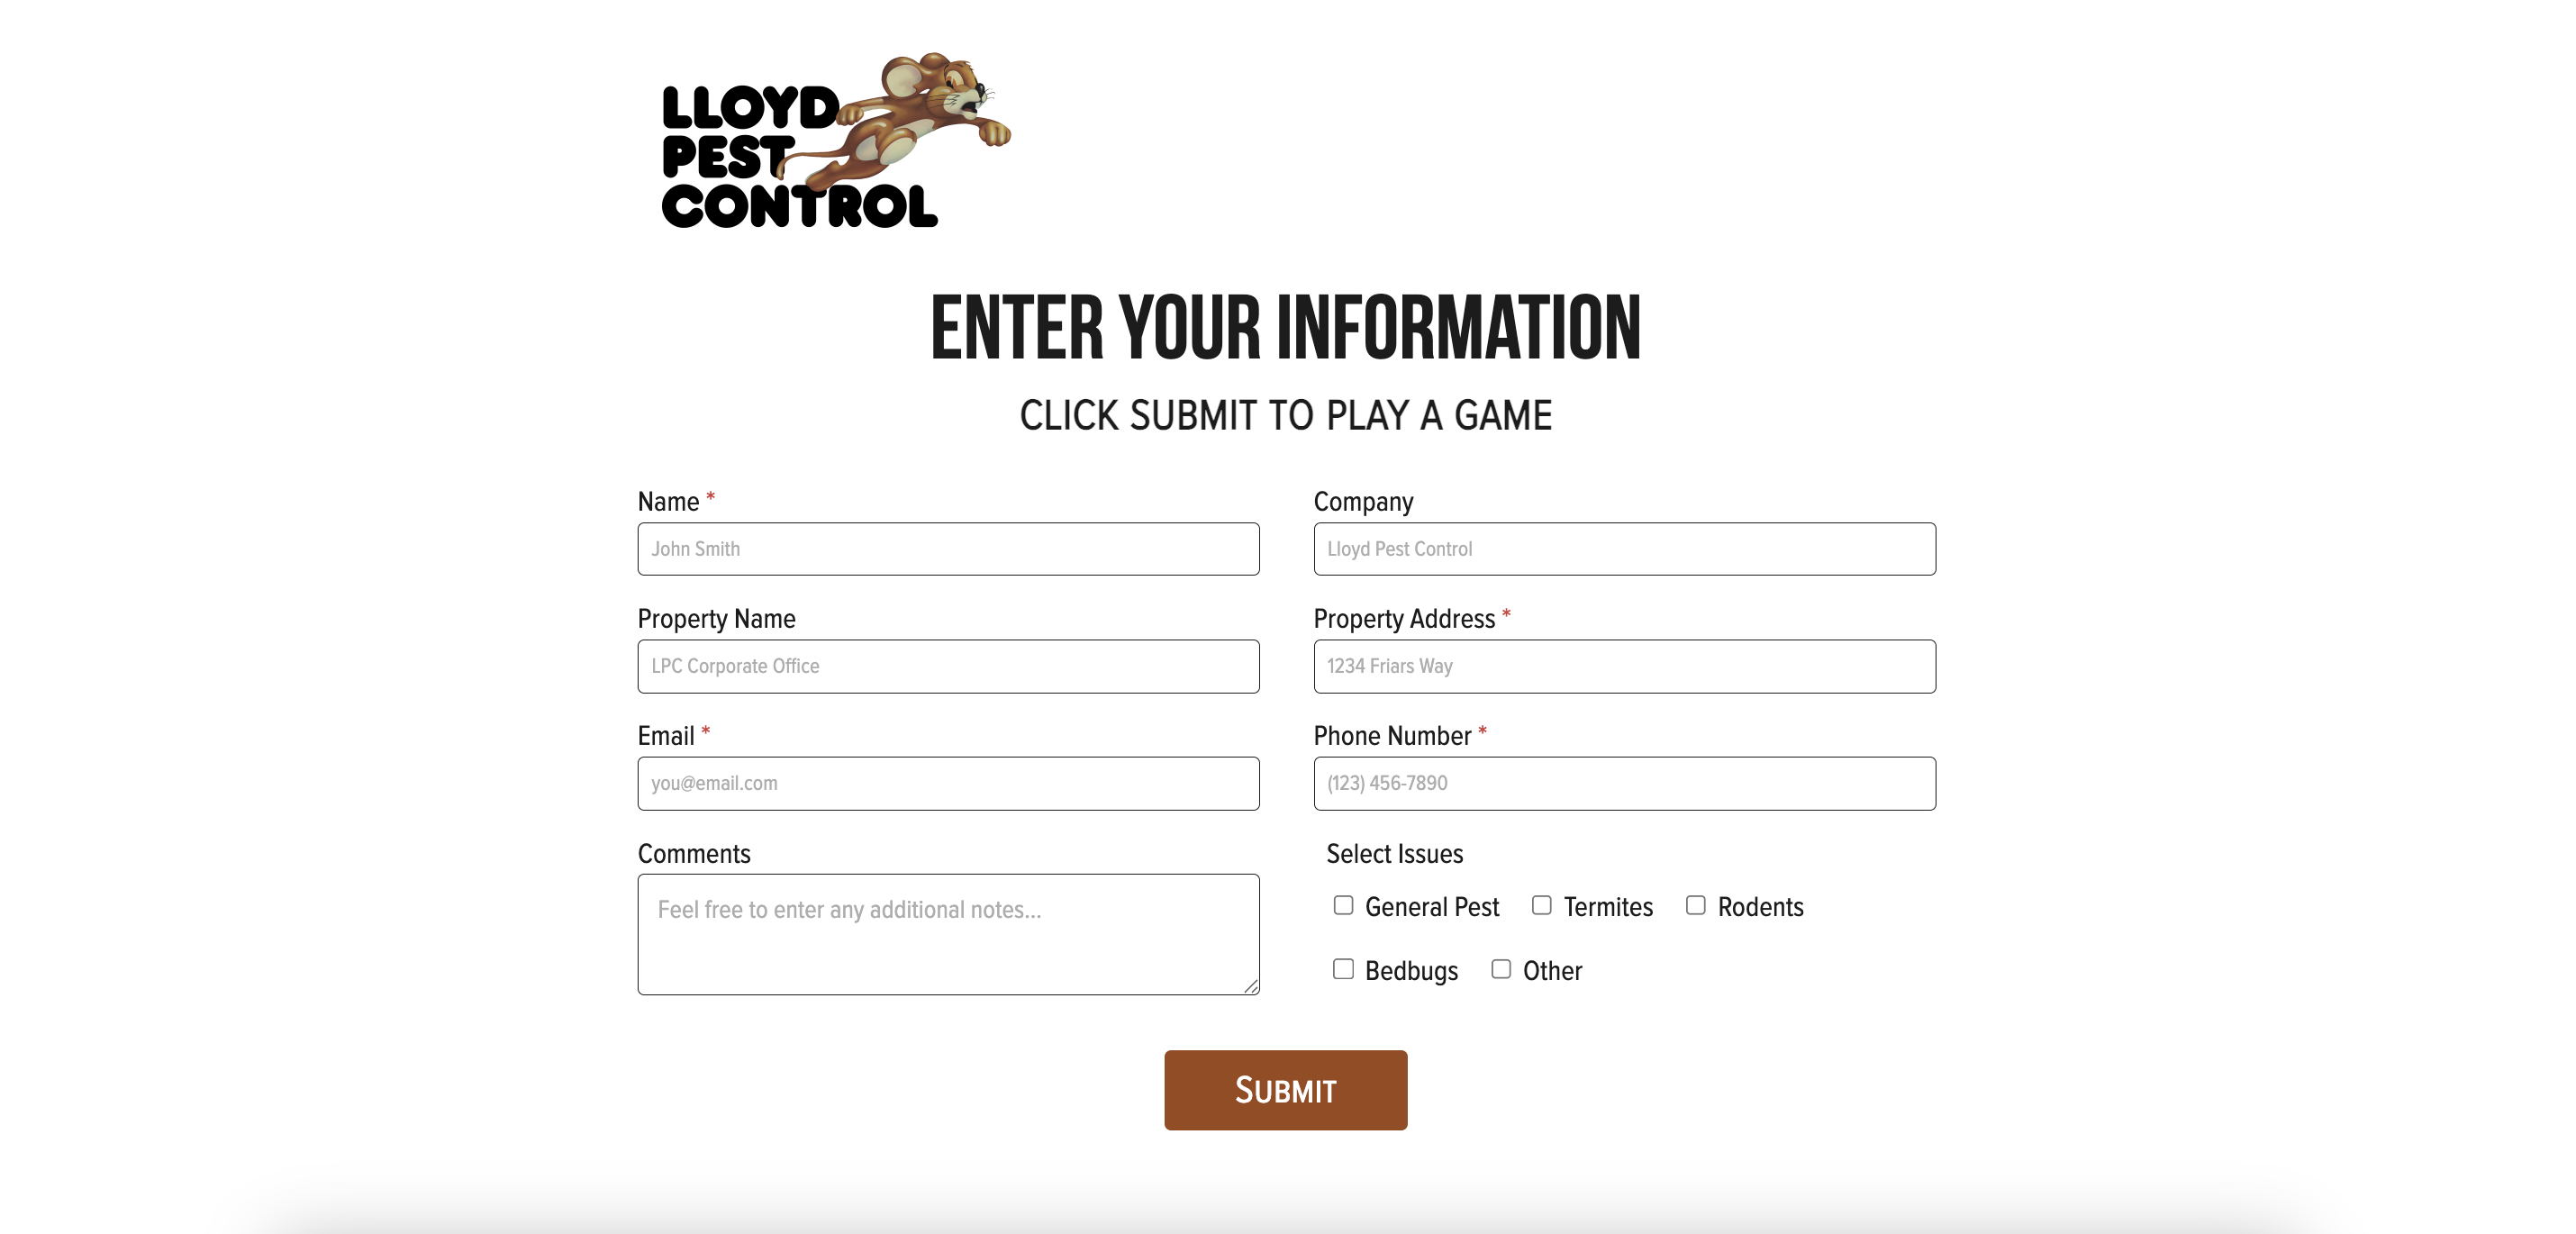 LLOYD
PEST
CONTROL
ENTER YOUR INFORMATION
CLICK SUBMIT TO PLAY A GAME
Name *
Company
John Smith
Lloyd Pest Control
Property Name
Property Address *
LPC Corporate Office
1234 Friars Way
Email *
Phone Number *
you@email.com
(123) 456-7890
Comments
Select Issues
Feel free to enter any additional notes...
General Pest
Termites
Rodents
Bedbugs
Other
SUBMIT